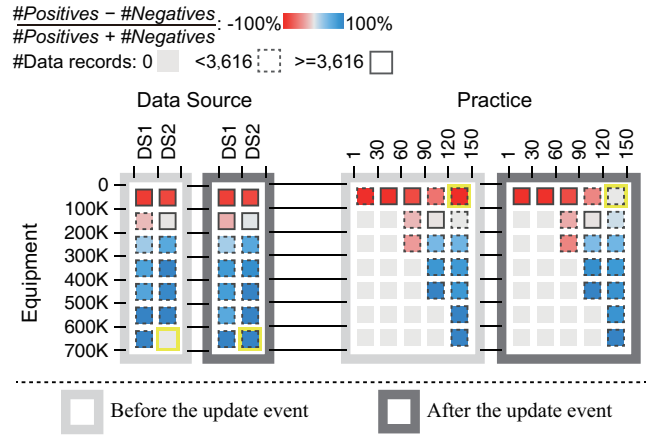 #Positives − #Negatives
#Positives + #Negatives
: -100% 100%
#Data records: 0 <3,616 >=3,616
Data Source Practice
DS1 DS2 DS1 DS2 1 30 60 90 120 150 1 30 60 90 120 150
Equipment
0
100K
200K
300K
400K
500K
600K
700K
Before the update event After the update event